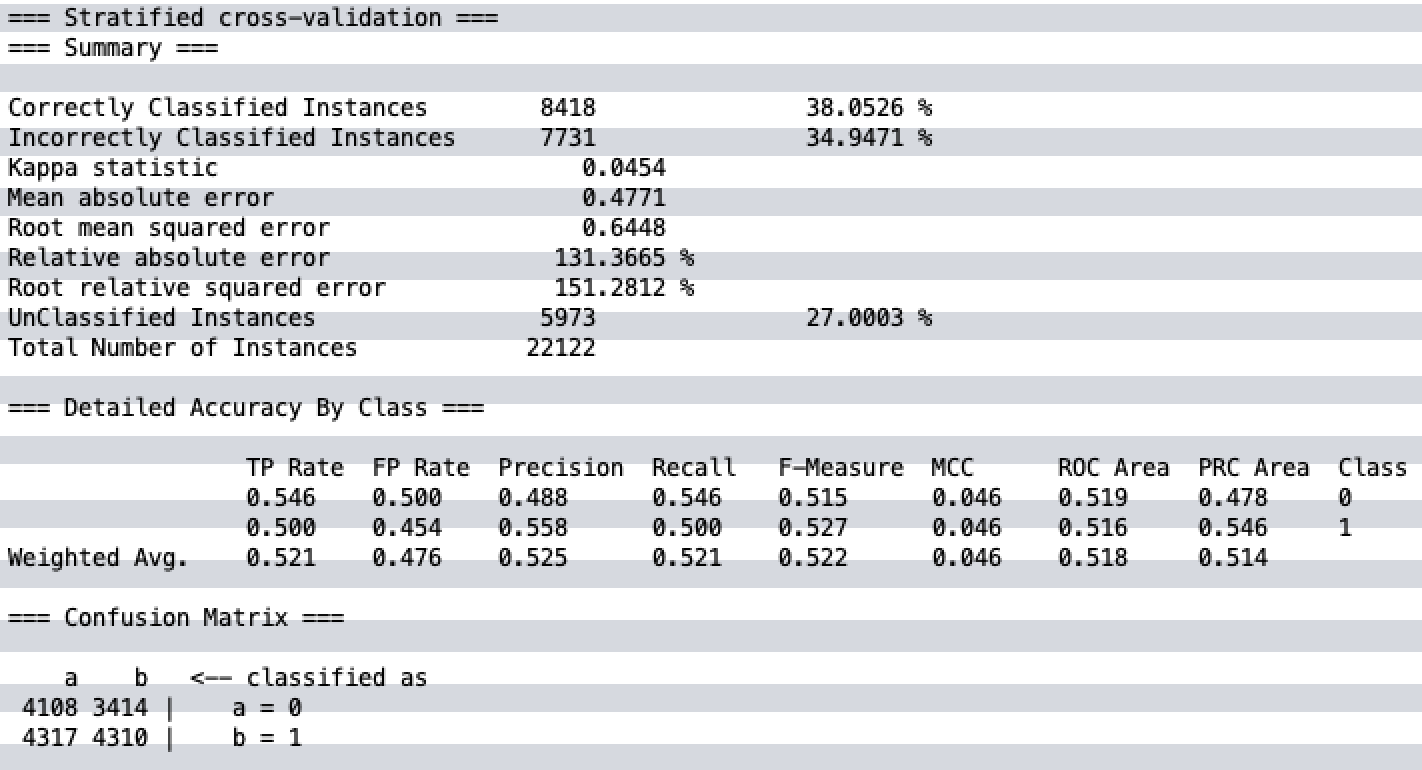 === Stratified cross-validation ===
=== Summary ===
Correctly Classified Instances 8418 38.0526 %
Incorrectly Classified Instances 7731 34.9471 %
Kappa statistic 0.0454
Mean absolute error 0.4771
Root mean squared error 0.6448
Relative absolute error 131.3665 %
Root relative squared error 151.2812 %
UnClassified Instances 5973 27.0003 %
Total Number of Instances 22122
=== Detailed Accuracy By Class ===
TP Rate FP Rate Precision Recall F-Measure MCC ROC Area PRC Area Class
0.546 0.500 0.488 0.546 0.515 0.046 0.519 0.478 0
0.500 0.454 0.558 0.500 0.527 0.046 0.516 0.546 1
Weighted Avg. 0.521 0.476 0.525 0.521 0.522 0.046 0.518 0.514
=== Confusion Matrix ===
a b <-- classified as
4108 3414 | a = 0
4317 4310 | b = 1